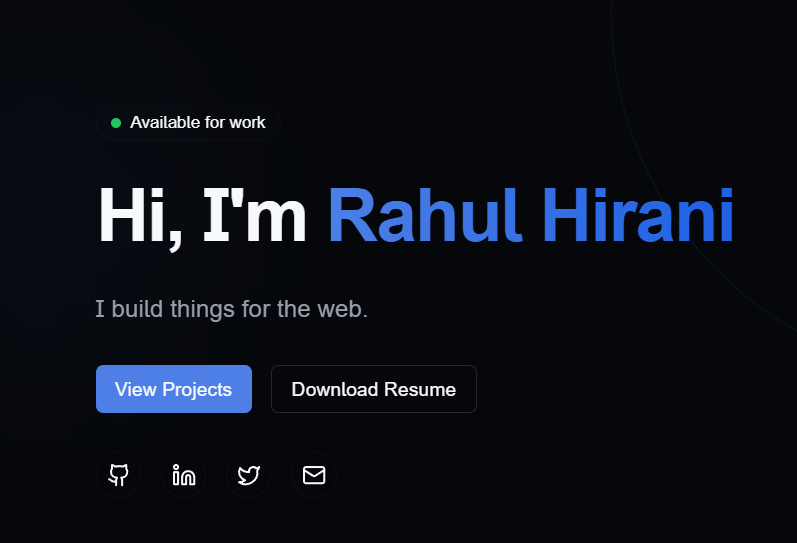 Available for work
Hi, I'm Rahul Hirani
I build things for the web.
View Projects
Download Resume